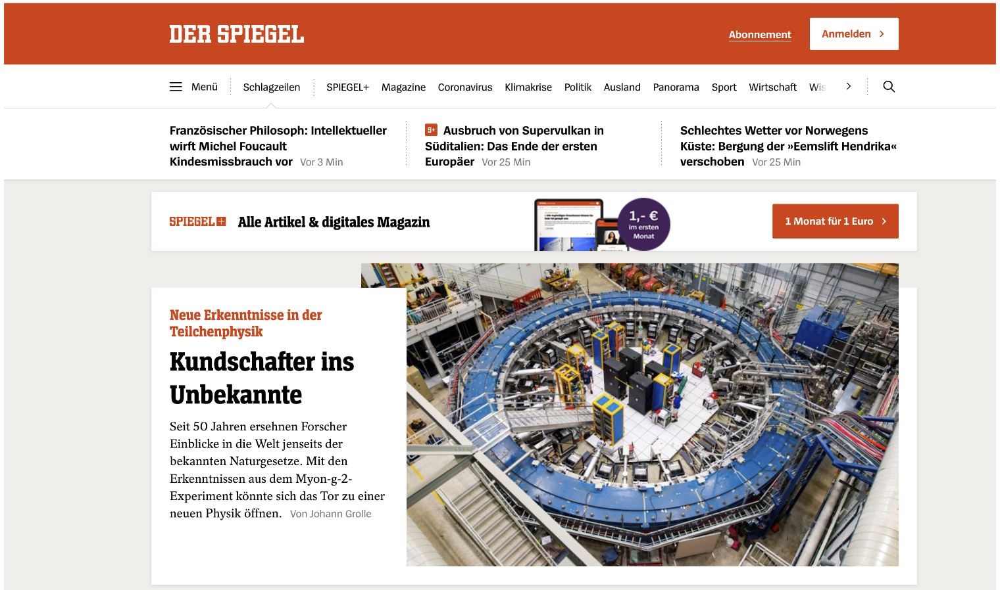 DER SPIEGEL
Abonnement
Anmelden
Menü
Schlagzeilen
SPIEGEL+
Magazine
Coronavirus
Klimakrise
Politik
Ausland
Panorama
Sport
Wirtschaft
Wis
Französischer Philosoph: Intellektueller
wirft Michel Foucault
Kindesmissbrauch vor Vor 3 Min
S+ Ausbruch von Supervulkan in
Süditalien: Das Ende der ersten
Europäer Vor 25 Min
Schlechtes Wetter vor Norwegens
Küste: Bergung der »Eemslift Hendrika«
verschoben Vor 25 Min
SPIEGEL+
Alle Artikel & digitales Magazin
1,- €
im ersten
Monat
1 Monat für 1 Euro
Neue Erkenntnisse in der
Teilchenphysik
Kundschafter ins
Unbekannte
Seit 50 Jahren ersehnen Forscher
Einblicke in die Welt jenseits der
bekannten Naturgesetze. Mit den
Erkenntnissen aus dem Myon-g-2-
Experiment könnte sich das Tor zu einer
neuen Physik öffnen. Von Johann Grolle